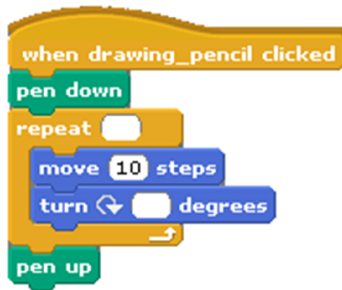 when drawing_pencil clicked
pen down
repeat
move 10 steps
turn degrees
pen up